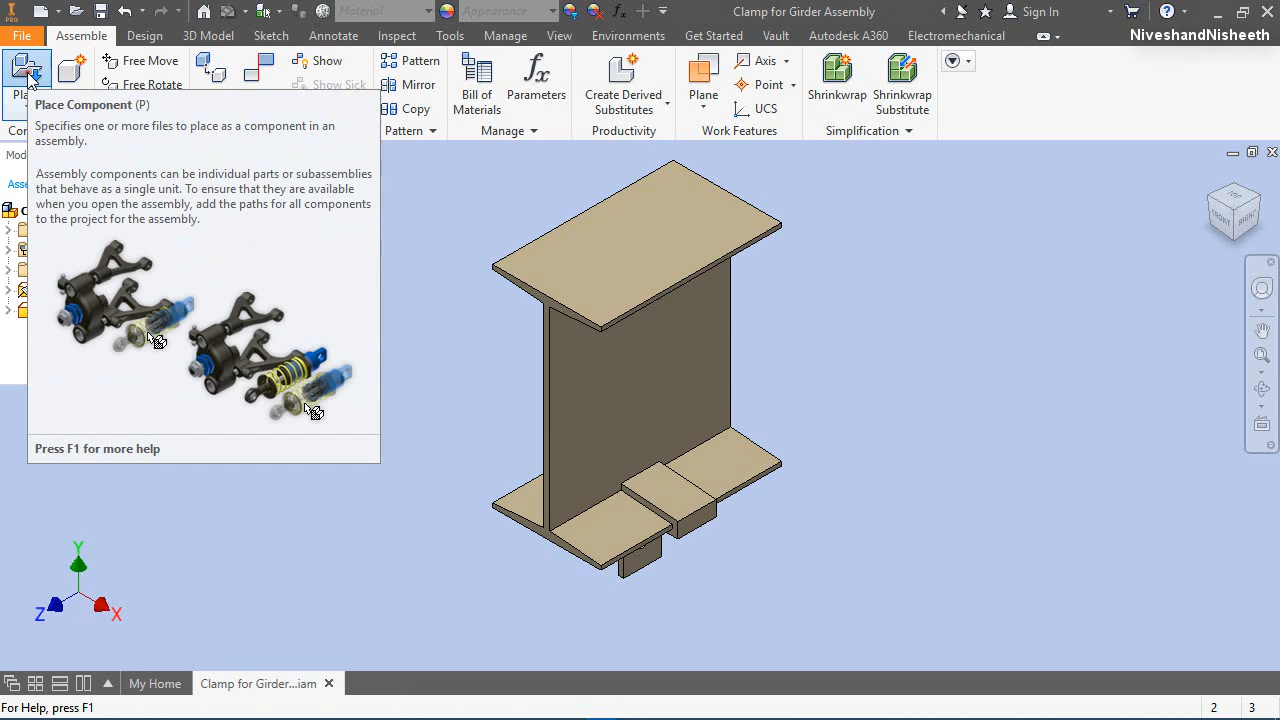 PRO
Material
Appearance
Clamp for Girder Assembly
Sign In
File
Assemble
Design
3D Model
Sketch
Annotate
Inspect
Tools
Manage
View
Environments
Get Started
Vault
Autodesk A360
Electromechanical
NiveshandNisheeth
Free Move
Free Rotate
Show
Show Sick
Pattern
Mirror
Copy
Pattern
Bill of
Materials
Parameters
Manage
Create Derived
Substitutes
Productivity
Plane
Axis
Point
UCS
Work Features
Shrinkwrap
Shrinkwrap
Substitute
Simplification
Place Component (P)
Specifies one or more files to place as a component in an
assembly.
Assembly components can be individual parts or subassemblies
that behave as a single unit. To ensure that they are available
when you open the assembly, add the paths for all components
to the project for the assembly.
Press F1 for more help
TOP
FRONT
RIGHT
Y
Z
X
My Home
Clamp for Girder...iam
For Help, press F1
2
3